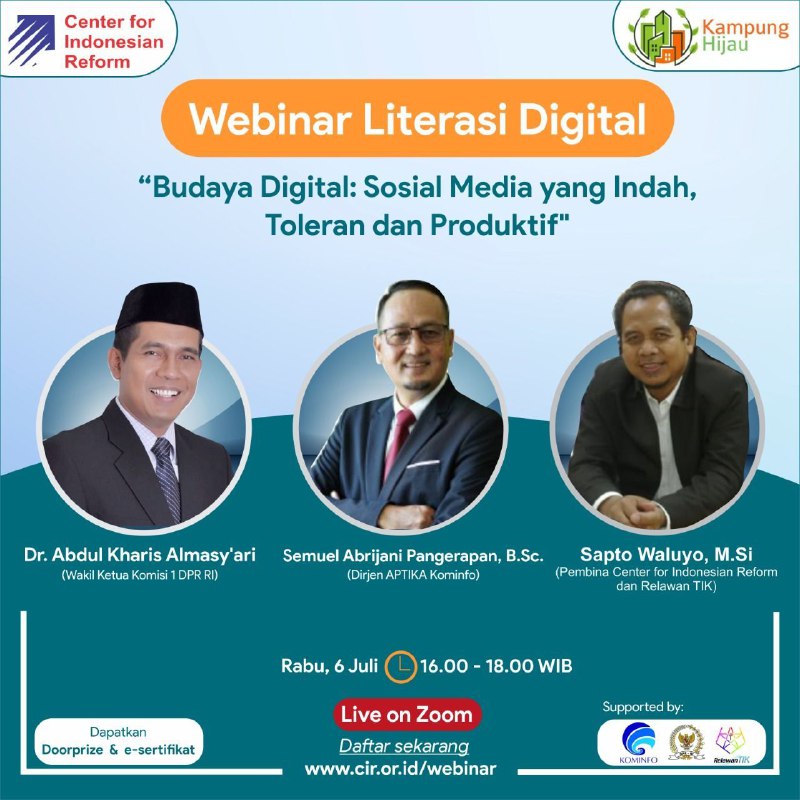 Center for
Indonesian
Reform
Kampung
Hijau
Webinar Literasi Digital
“Budaya Digital: Sosial Media yang Indah,
Toleran dan Produktif"
Dr. Abdul Kharis Almasy'ari
(Wakil Ketua Komisi 1 DPR RI)
Semuel Abrijani Pangerapan, B.Sc.
(Dirjen APTIKA Kominfo)
Sapto Waluyo, M.Si
(Pembina Center for Indonesian Reform
dan Relawan TIK)
Rabu, 6 Juli 16.00 - 18.00 WIB
Live on Zoom
Daftar sekarang
www.cir.or.id/webinar
Dapatkan
Doorprize & e-sertifikat
Supported by:
KOMINFO
RelawanTIK